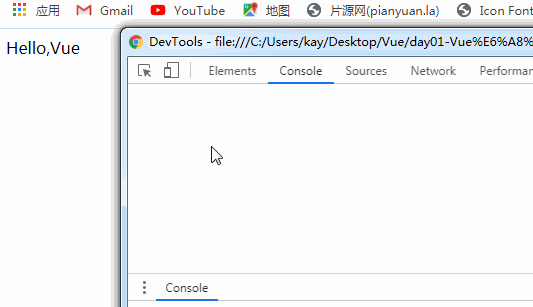 应用 Gmail YouTube 地图 片源网(pianyuan.la) Icon Font
Hello,Vue
DevTools - file:///C:/Users/kay/Desktop/Vue/day01-Vue%E6%A8%
Elements Console Sources Network Performan
Console